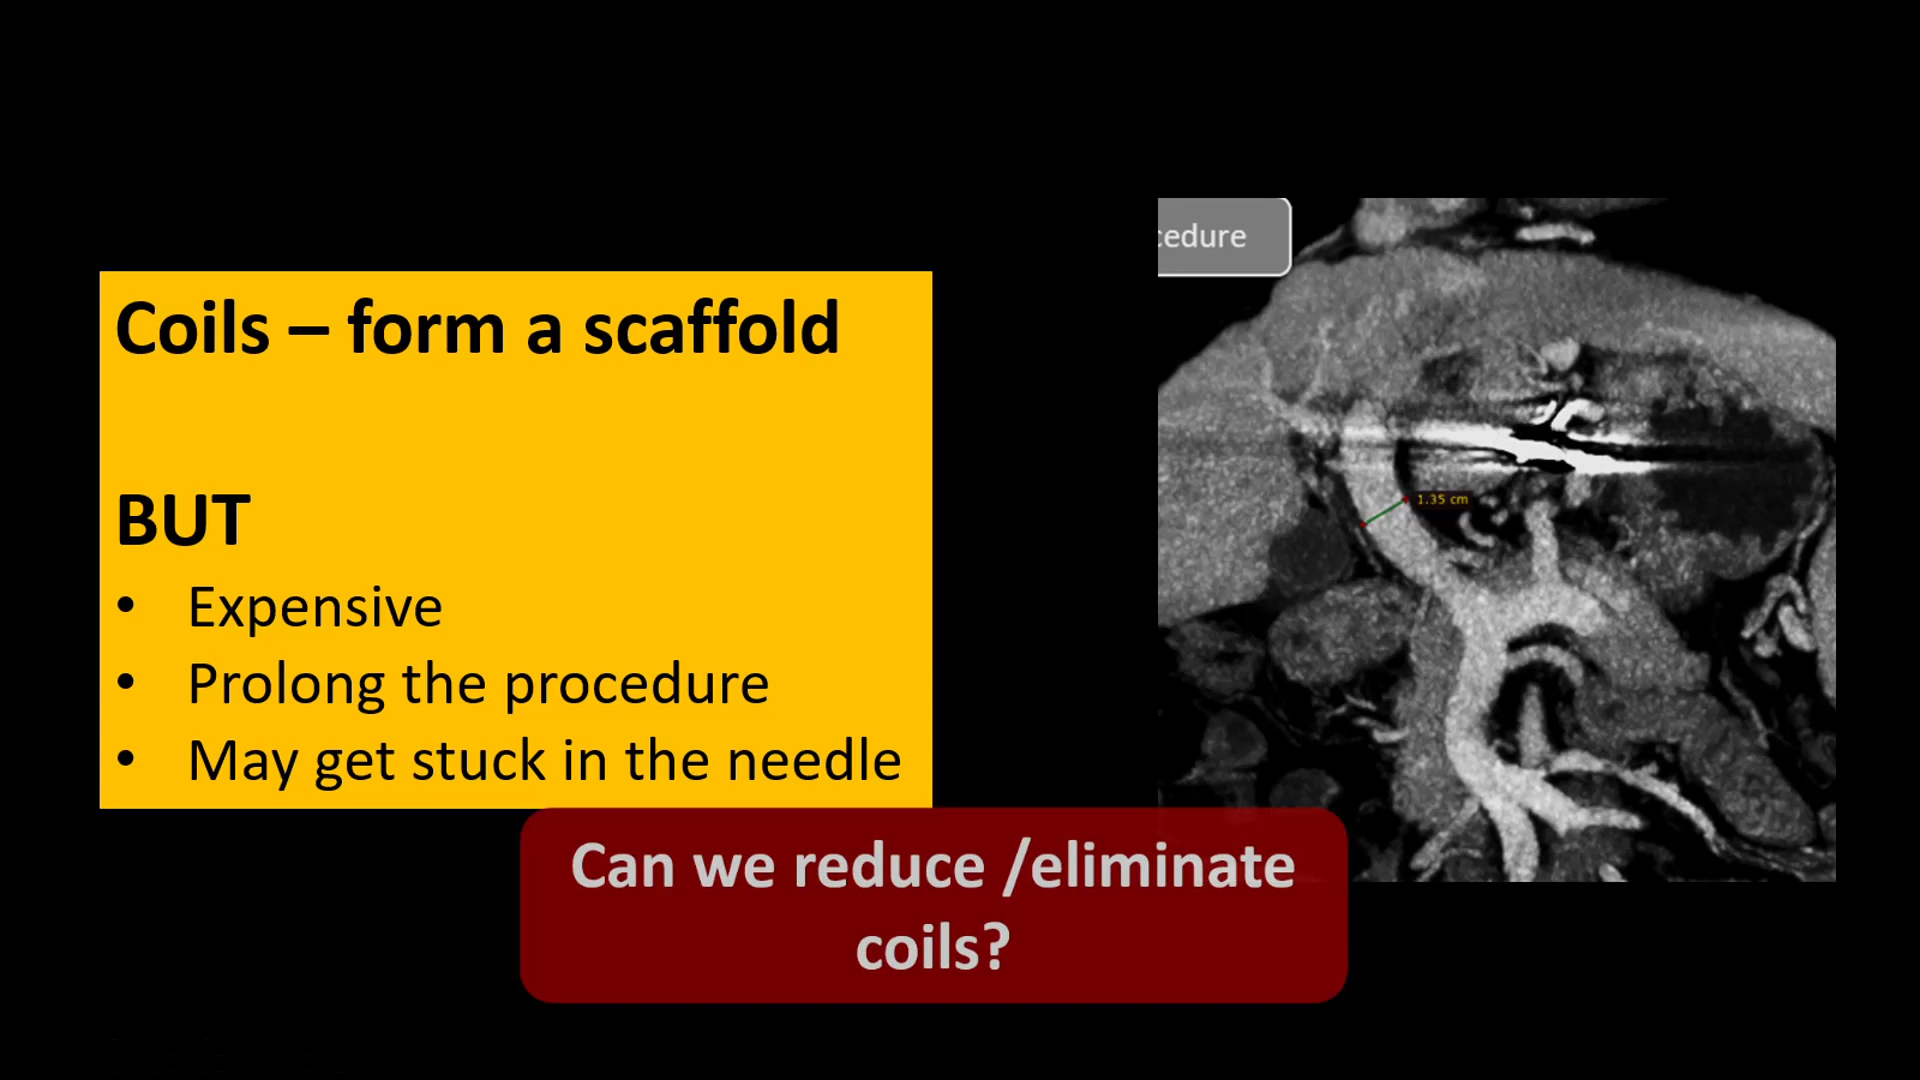 Coils – form a scaffold
BUT
• Expensive
• Prolong the procedure
• May get stuck in the needle
cedure
1.35 cm
Can we reduce /eliminate
coils?